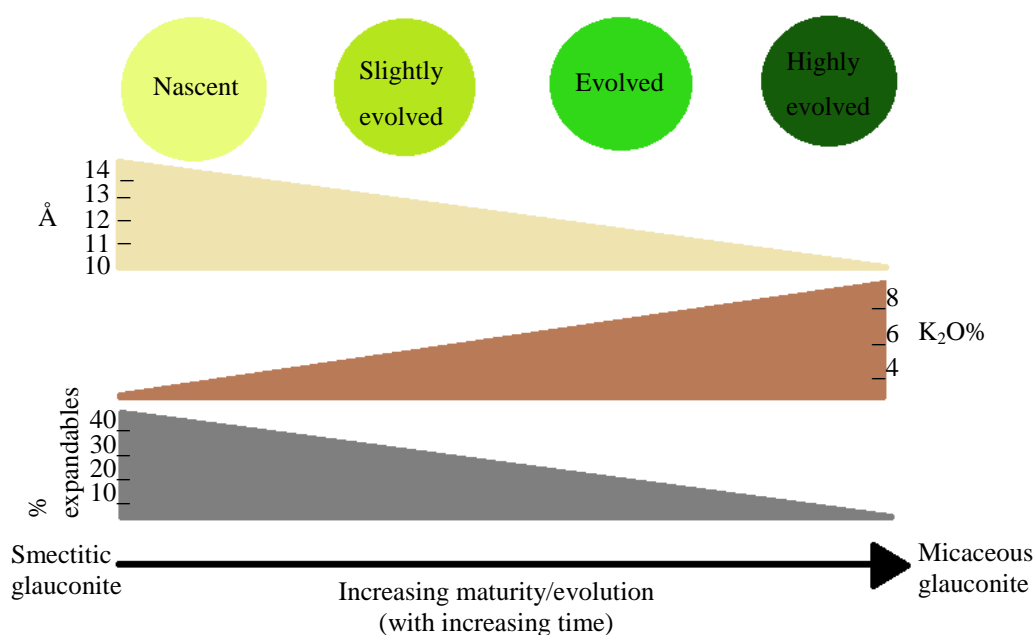 Nascent
Slightly
evolved
Evolved
Highly
evolved
Å
14
13
12
11
10
8
6
4
K₂O%
%
expandables
40
30
20
10
Smectitic
glauconite
Increasing maturity/evolution
(with increasing time)
Micaceous
glauconite